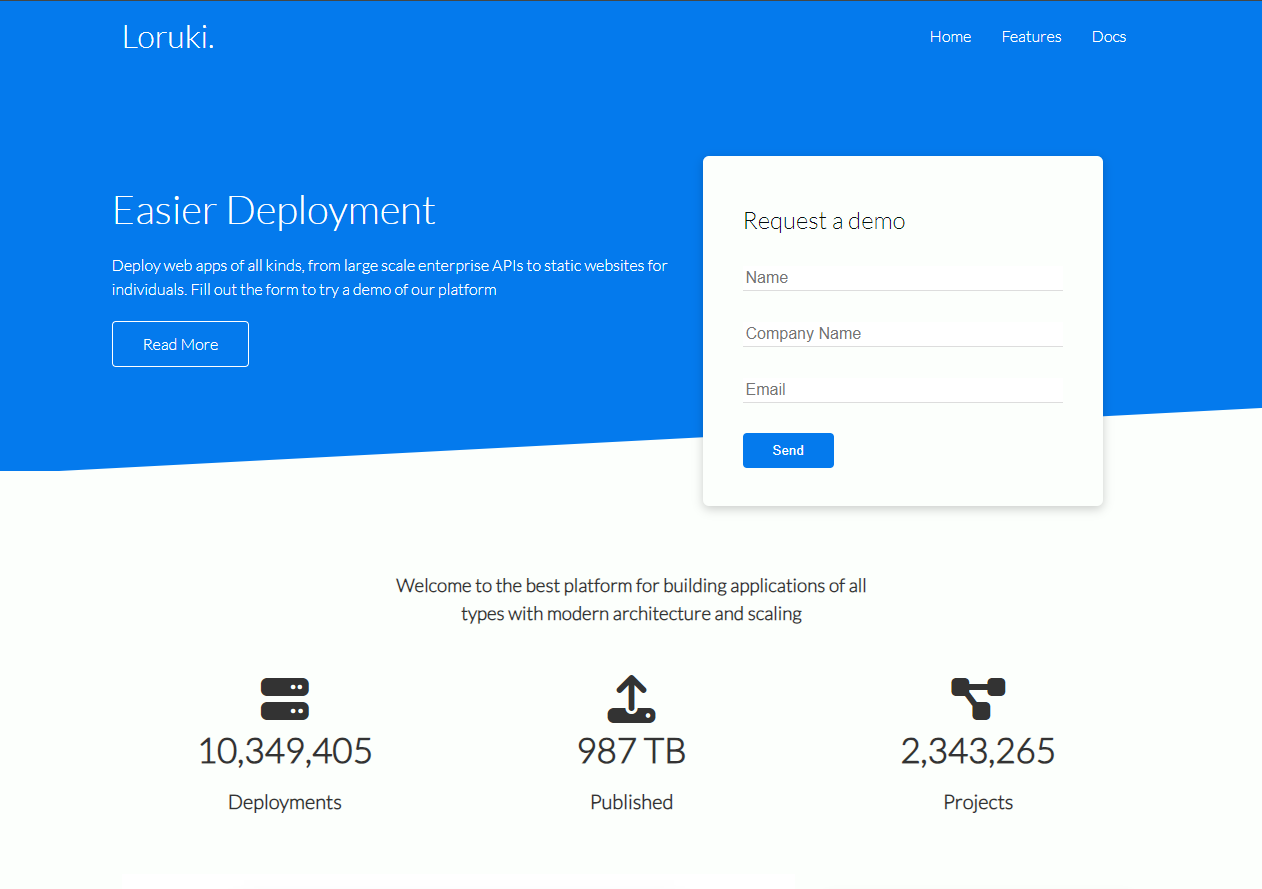 Loruki.
Home
Features
Docs
Easier Deployment
Deploy web apps of all kinds, from large scale enterprise APIs to static websites for
individuals. Fill out the form to try a demo of our platform
Read More
Request a demo
Name
Company Name
Email
Send
Welcome to the best platform for building applications of all
types with modern architecture and scaling
10,349,405
Deployments
987 TB
Published
2,343,265
Projects